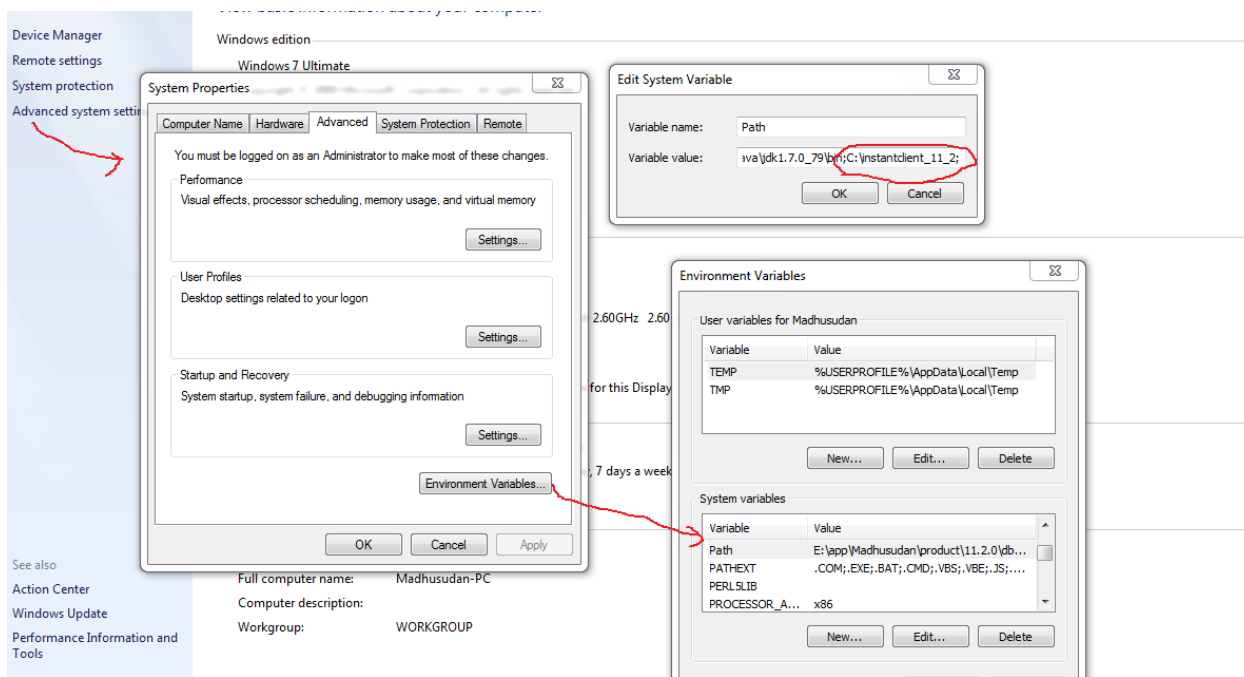 Device Manager
Remote settings
System protection
Advanced system settin
Windows edition
Windows 7 Ultimate
System Properties
Computer Name Hardware Advanced System Protection Remote
You must be logged on as an Administrator to make most of these changes.
Performance
Visual effects, processor scheduling, memory usage, and virtual memory
Settings...
User Profiles
Desktop settings related to your logon
Settings...
Startup and Recovery
System startup, system failure, and debugging information
Settings...
Environment Variables...
OK Cancel Apply
Edit System Variable
Variable name: Path
Variable value: ava\jdk1.7.0_79\bin;C:\instantclient_11_2;
OK Cancel
2.60GHz 2.60
for this Display
, 7 days a week
Environment Variables
User variables for Madhusudan
Variable Value
TEMP %USERPROFILE%\AppData\Local\Temp
TMP %USERPROFILE%\AppData\Local\Temp
New... Edit... Delete
System variables
Variable Value
Path E:\app\Madhusudan\product\11.2.0\db...
PATHEXT .COM;.EXE;.BAT;.CMD;.VBS;.VBE;.JS;....
PERL5LIB
PROCESSOR_A... x86
New... Edit... Delete
See also
Action Center
Windows Update
Performance Information and
Tools
Full computer name: Madhusudan-PC
Computer description:
Workgroup: WORKGROUP